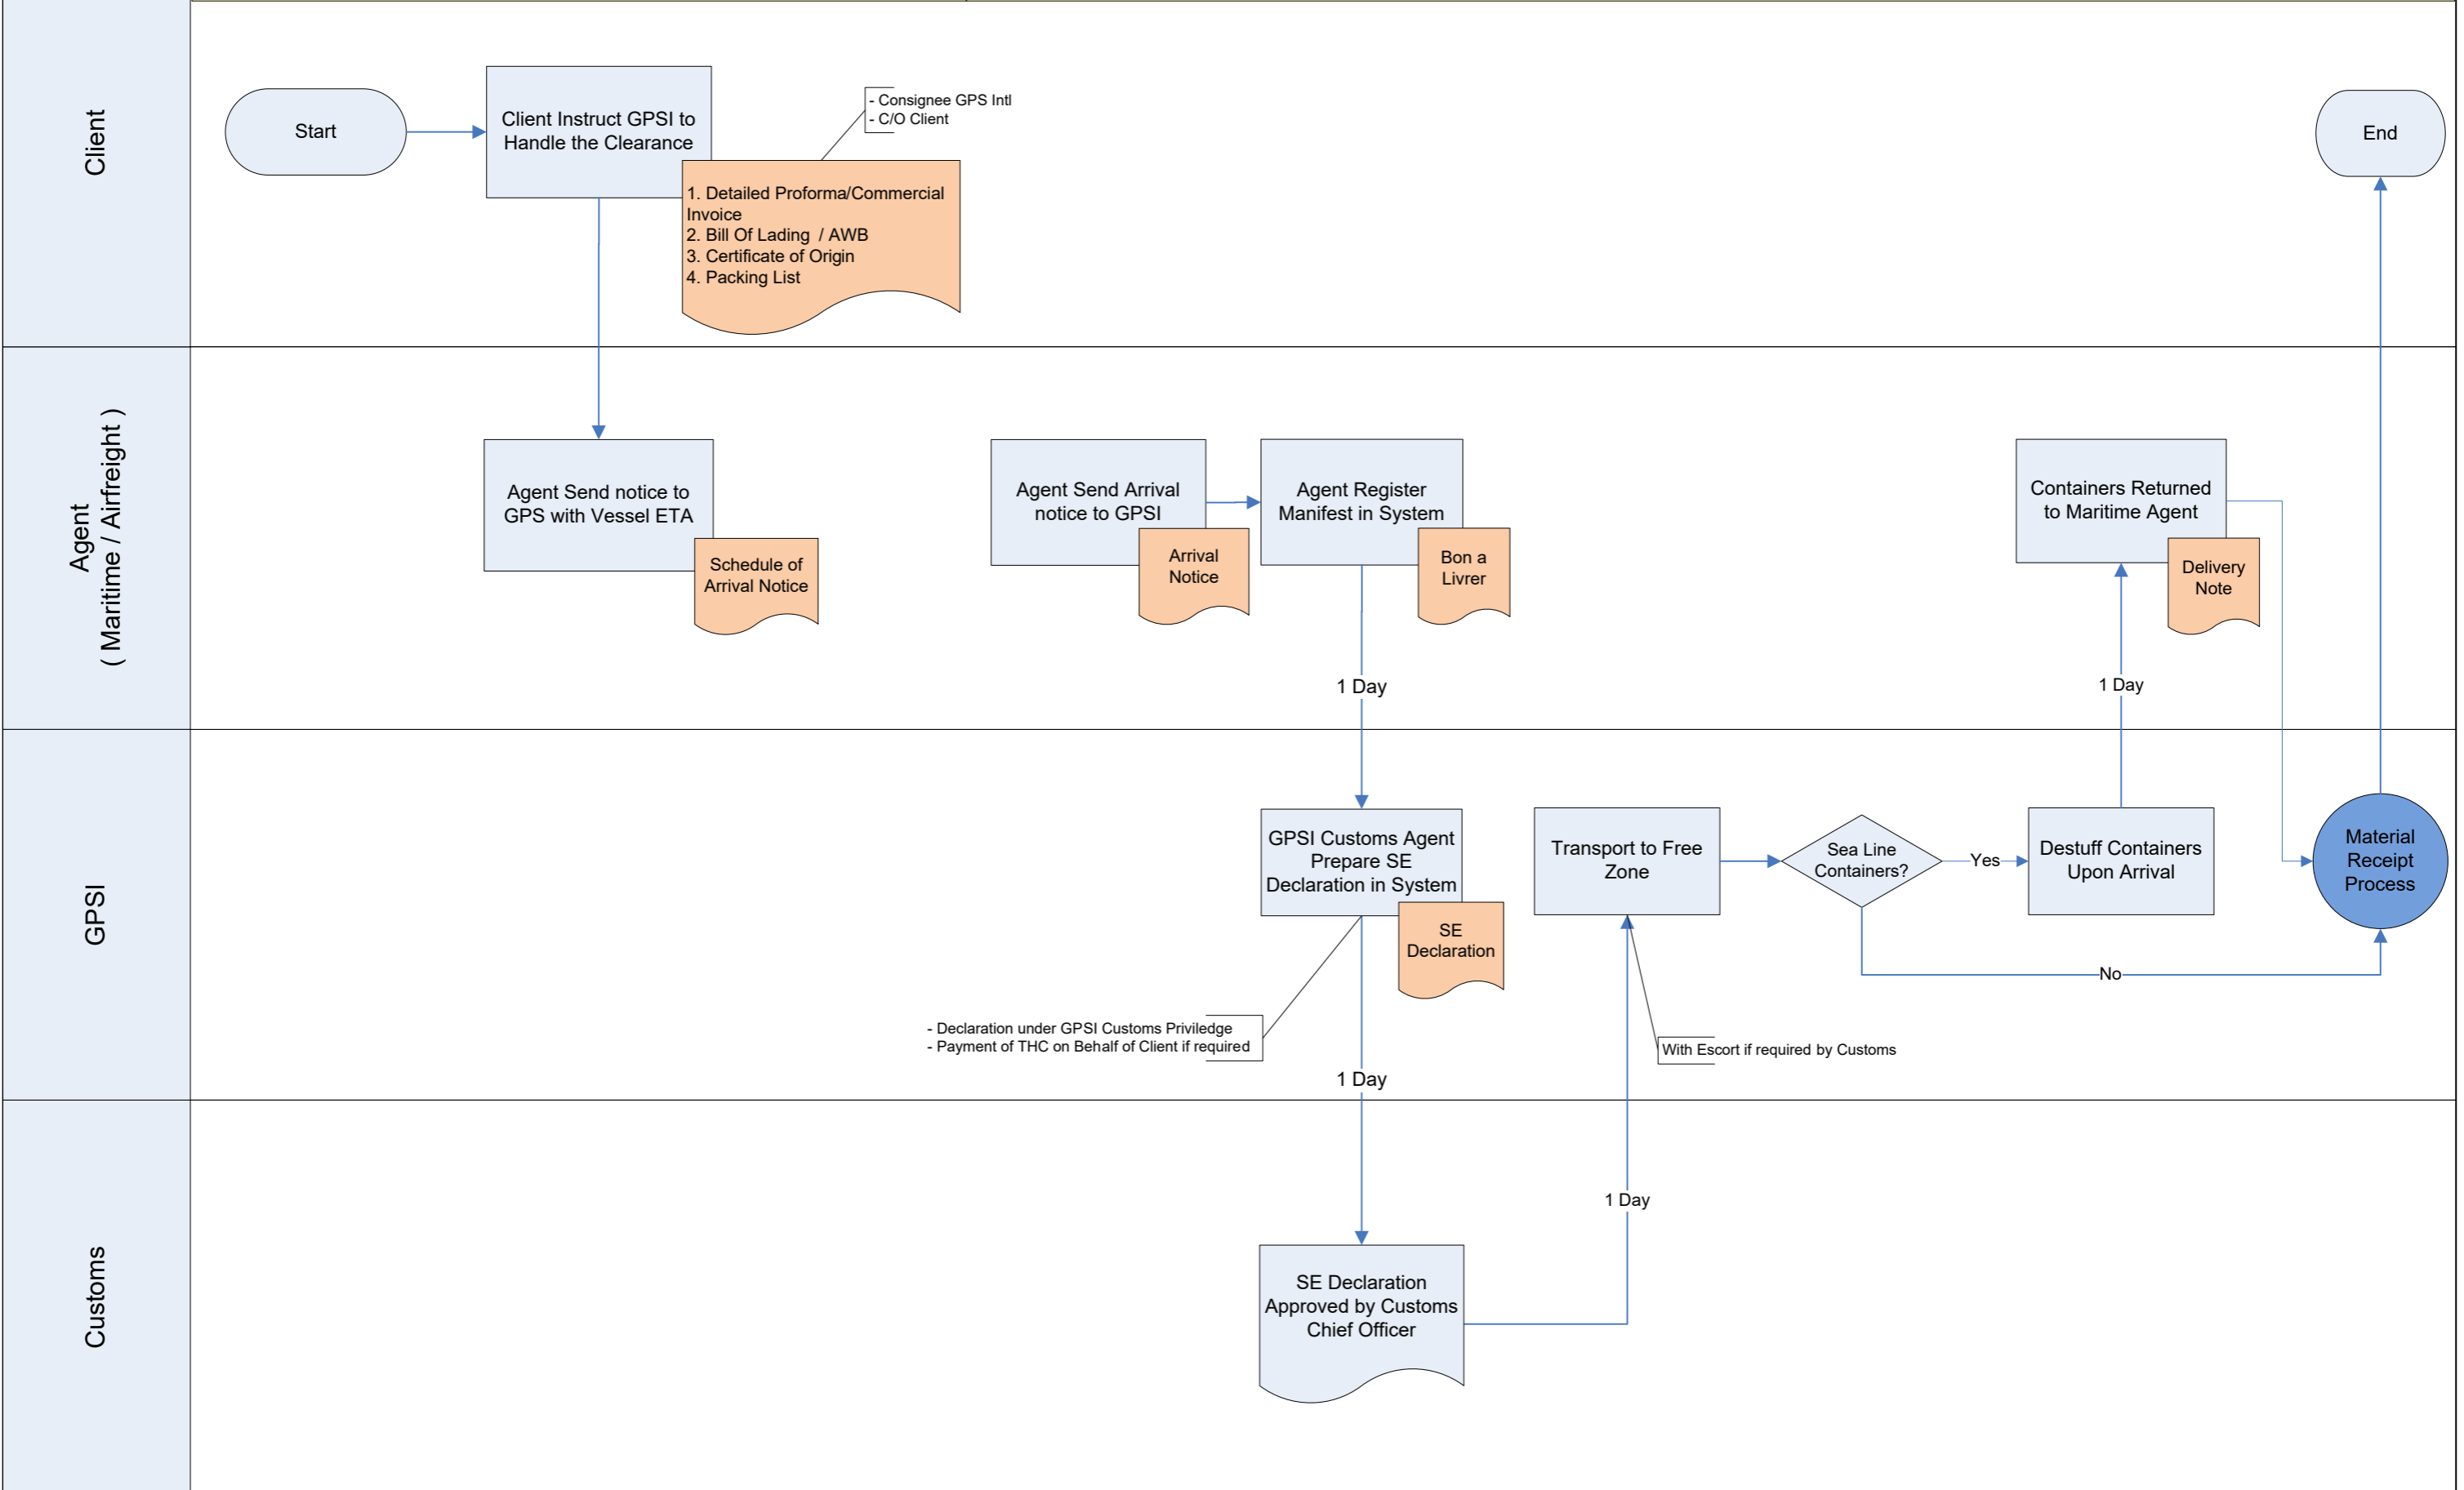 Client
Start
Client Instruct GPSI to
Handle the Clearance
- Consignee GPS Intl
- C/O Client
1. Detailed Proforma/Commercial
Invoice
2. Bill Of Lading / AWB
3. Certificate of Origin
4. Packing List
End
Agent
( Maritime / Airfreight )
Agent Send notice to
GPS with Vessel ETA
Schedule of
Arrival Notice
Agent Send Arrival
notice to GPSI
Arrival
Notice
Agent Register
Manifest in System
Bon a
Livrer
1 Day
Containers Returned
to Maritime Agent
Delivery
Note
1 Day
GPSI
GPSI Customs Agent
Prepare SE
Declaration in System
SE
Declaration
- Declaration under GPSI Customs Priviledge
- Payment of THC on Behalf of Client if required
1 Day
Transport to Free
Zone
With Escort if required by Customs
Sea Line
Containers?
Yes
No
Destuff Containers
Upon Arrival
Material
Receipt
Process
Customs
SE Declaration
Approved by Customs
Chief Officer
1 Day